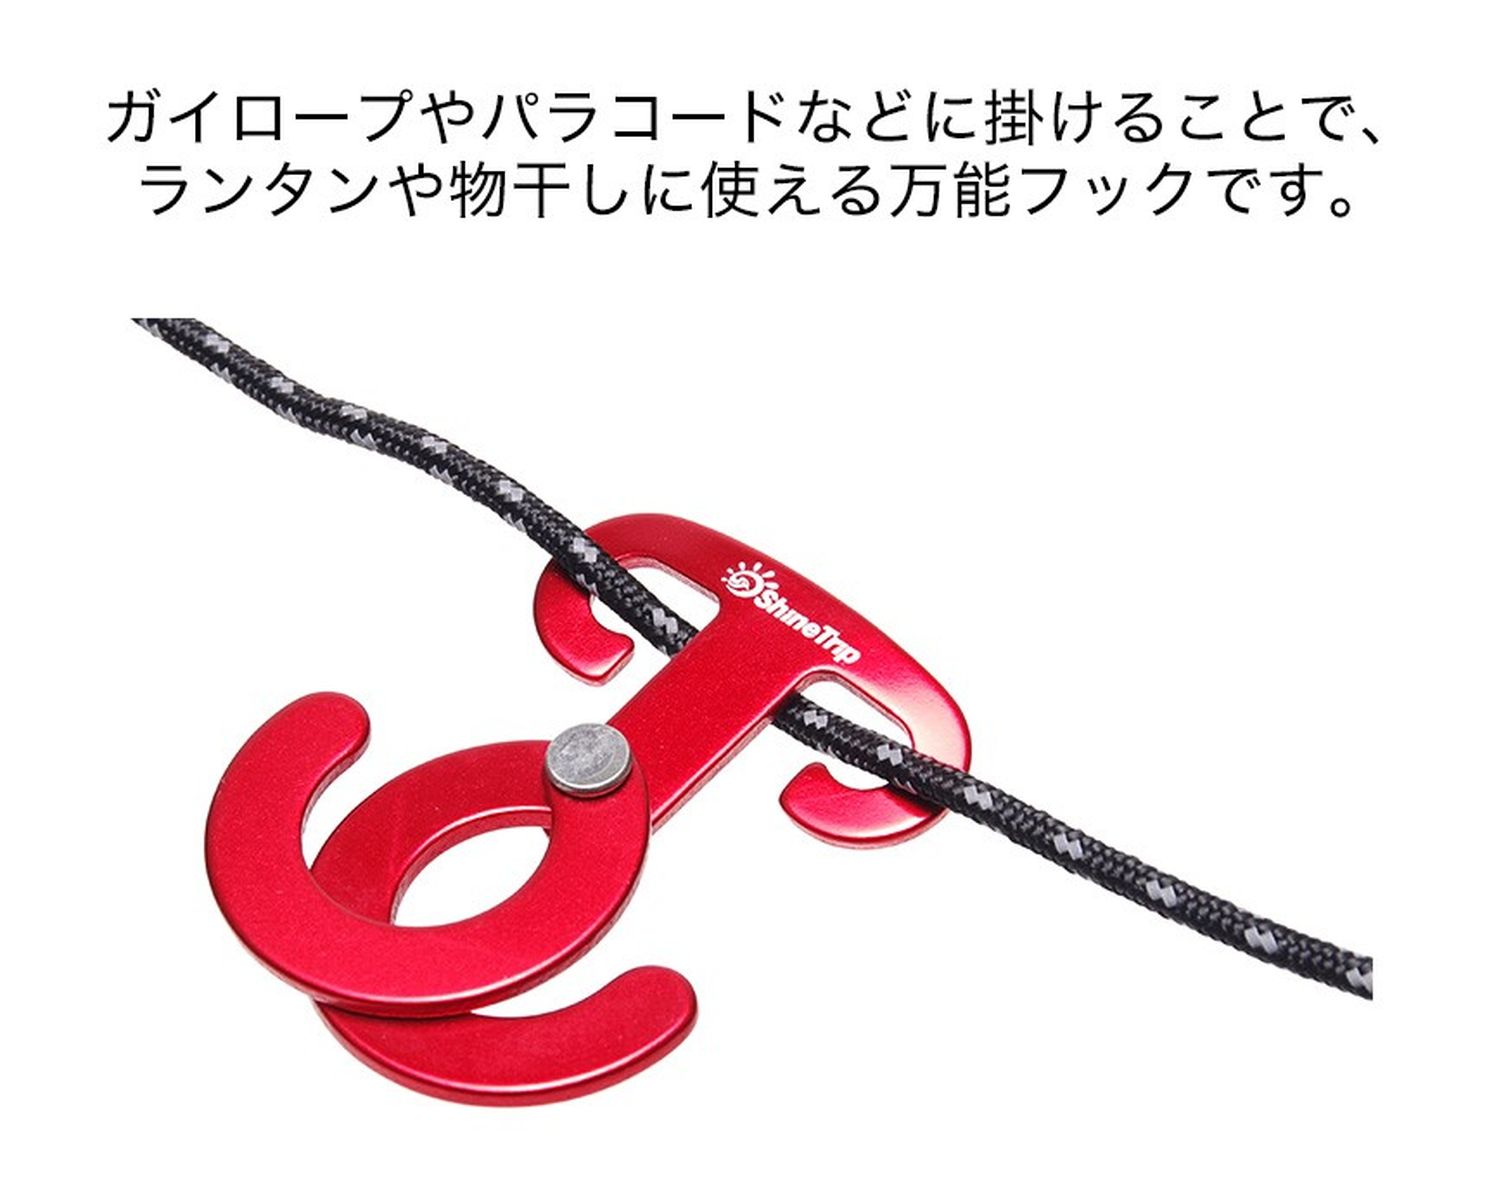 ガイロープやパラコードなどに掛けることで、
ランタンや物干しに使える万能フックです。
ShineTrip